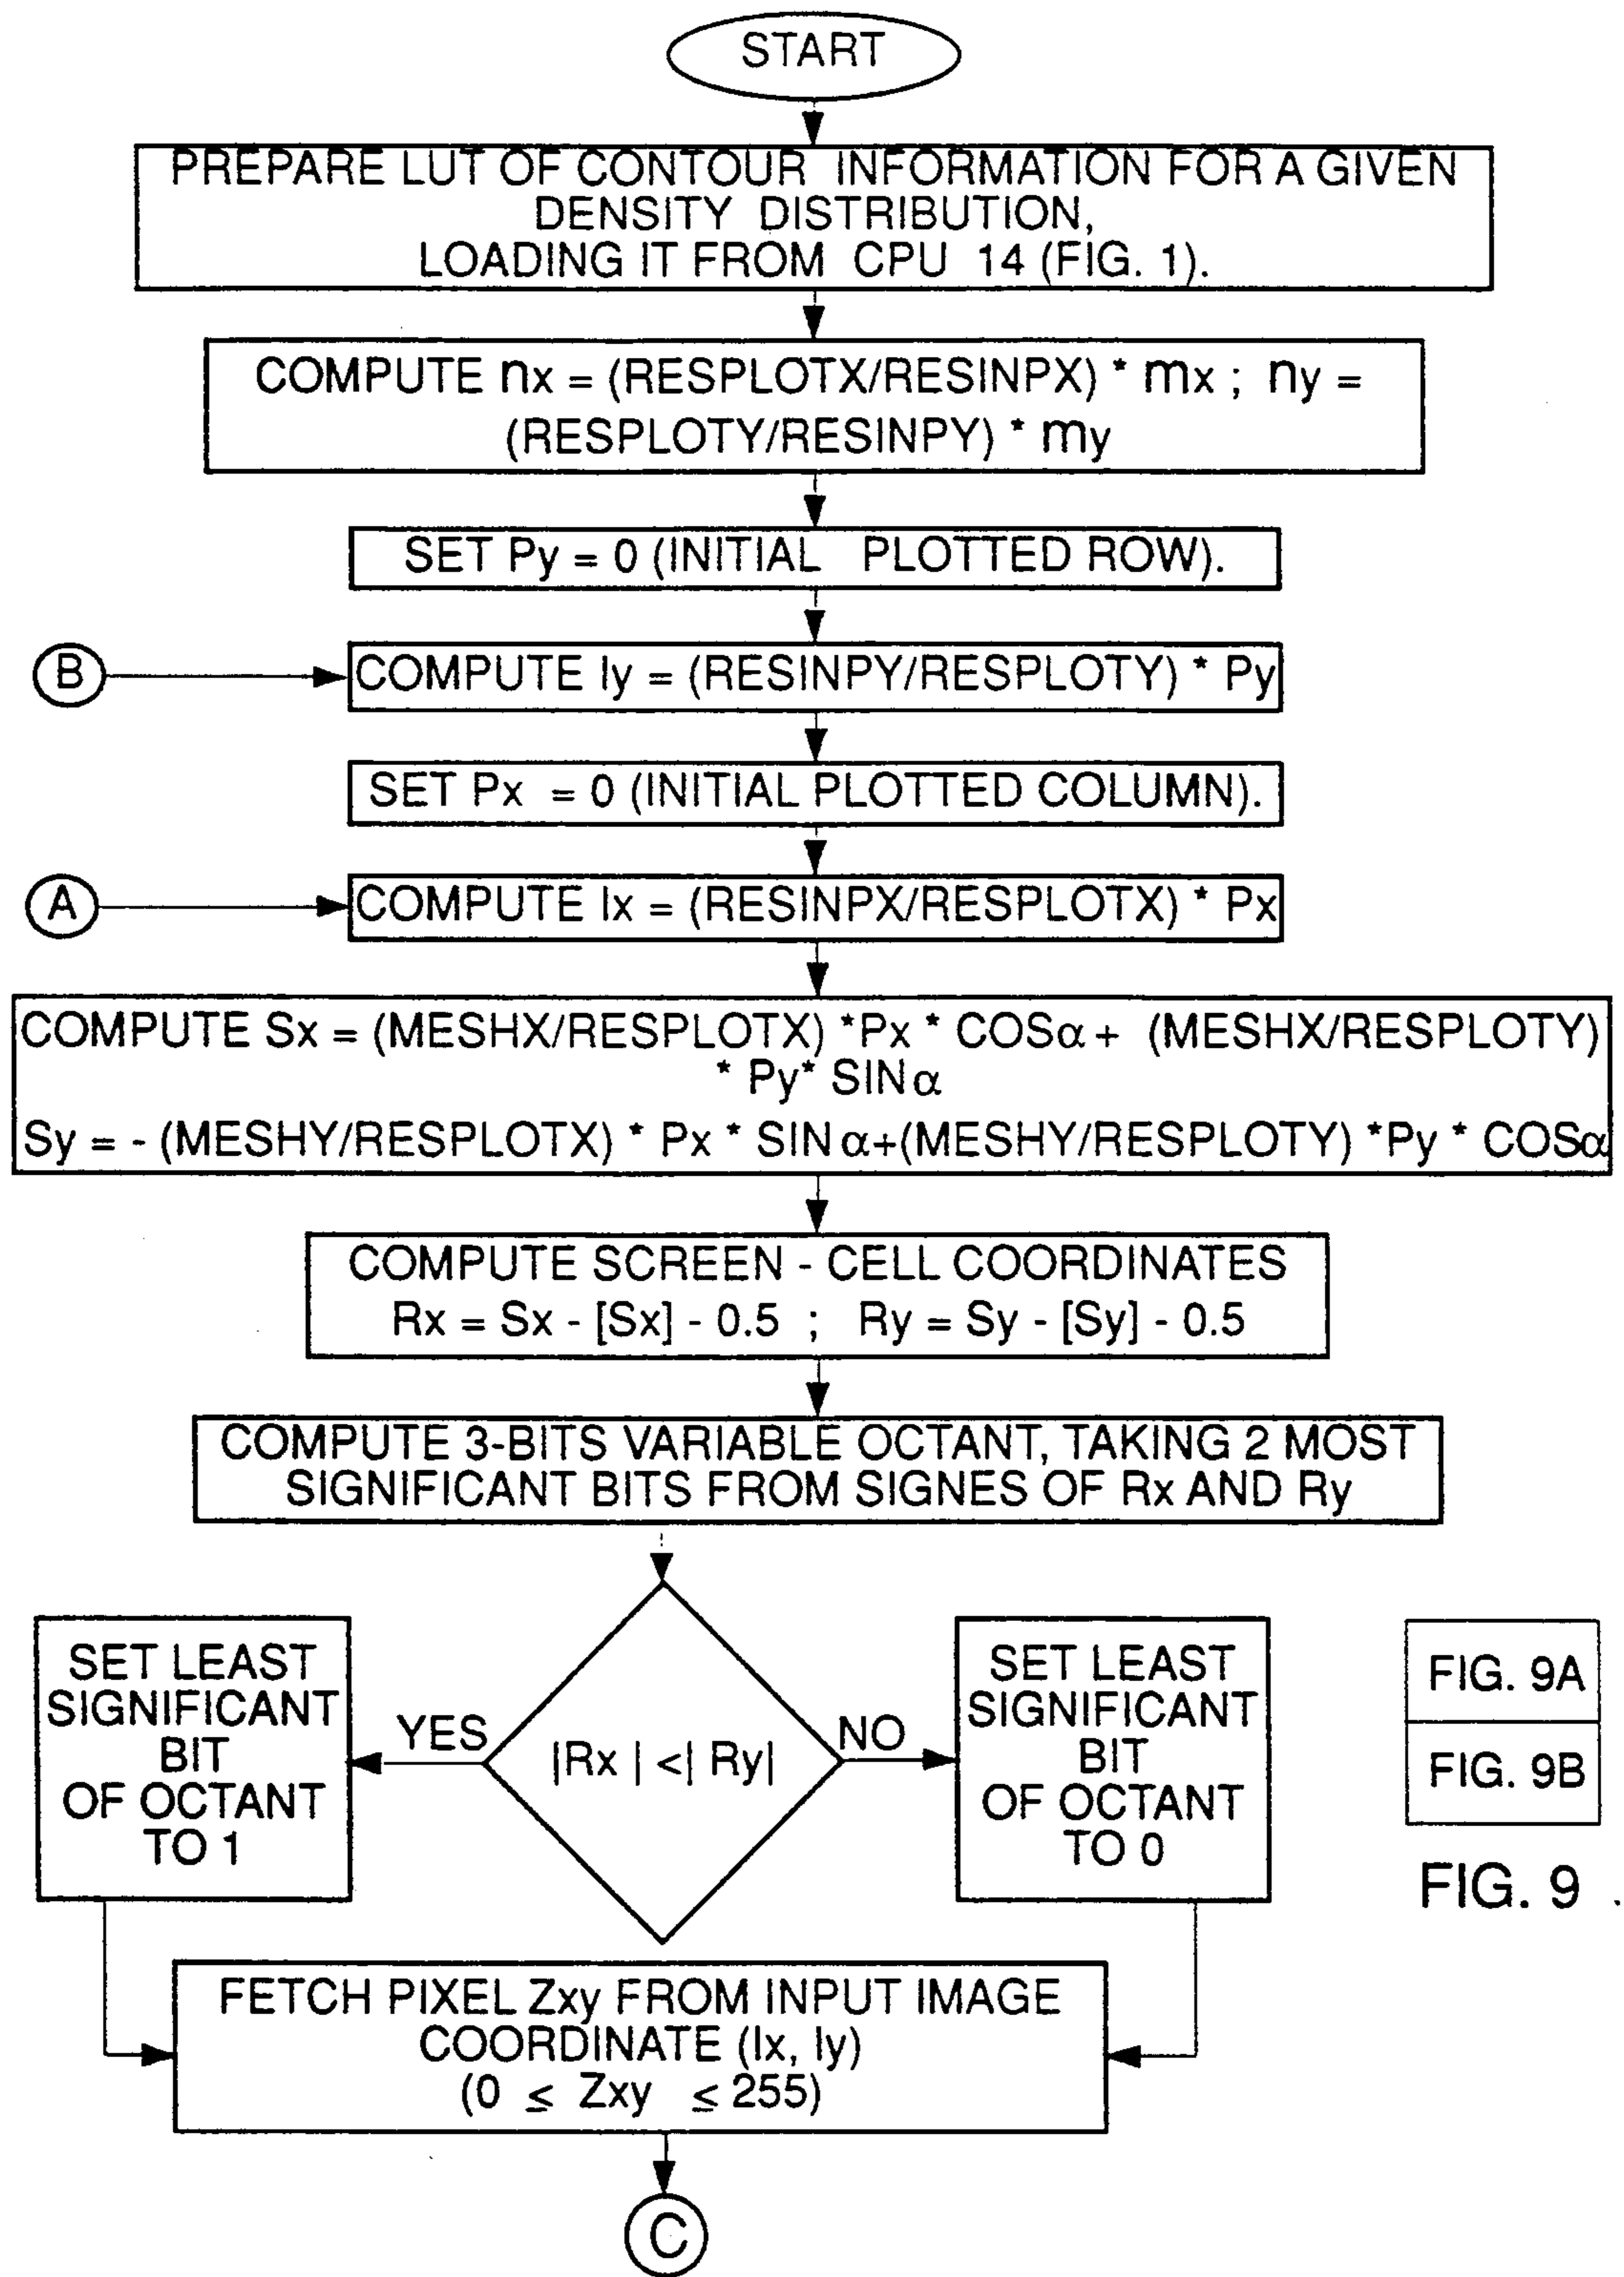 START
PREPARE LUT OF CONTOUR INFORMATION FOR A GIVEN
DENSITY DISTRIBUTION,
LOADING IT FROM CPU 14 (FIG. 1).
COMPUTE nx = (RESPLOTX/RESINPX) * mx ; ny =
(RESPLOTY/RESINPY) * my
SET Py = 0 (INITIAL PLOTTED ROW).
B
COMPUTE Iy = (RESINPY/RESPLOTY) * Py
SET Px = 0 (INITIAL PLOTTED COLUMN).
A
COMPUTE Ix = (RESINPX/RESPLOTX) * Px
COMPUTE Sx = (MESHX/RESPLOTX) *Px * COSα + (MESHX/RESPLOTY)
* Py* SINα
Sy = - (MESHY/RESPLOTX) * Px * SINα+(MESHY/RESPLOTY) *Py * COSα
COMPUTE SCREEN - CELL COORDINATES
Rx = Sx - [Sx] - 0.5 ; Ry = Sy - [Sy] - 0.5
COMPUTE 3-BITS VARIABLE OCTANT, TAKING 2 MOST
SIGNIFICANT BITS FROM SIGNES OF Rx AND Ry
SET LEAST
SIGNIFICANT
BIT
OF OCTANT
TO 1
YES
|Rx | <| Ry|
NO
SET LEAST
SIGNIFICANT
BIT
OF OCTANT
TO 0
FIG. 9A
FIG. 9B
FIG. 9
FETCH PIXEL Zxy FROM INPUT IMAGE
COORDINATE (Ix, Iy)
(0 ≤ Zxy ≤ 255)
C